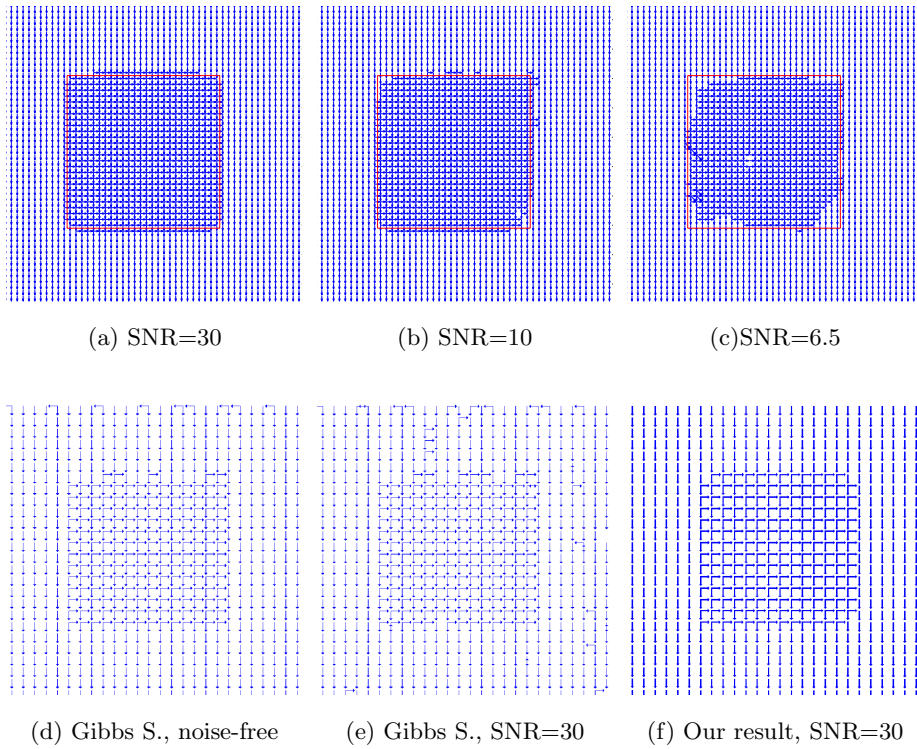 (a) SNR=30
(b) SNR=10
(c)SNR=6.5
(d) Gibbs S., noise-free
(e) Gibbs S., SNR=30
(f) Our result, SNR=30